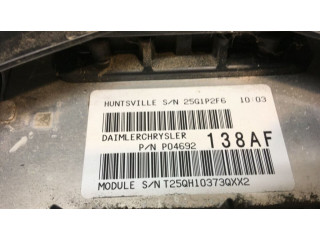 HUNTSVILLE S/N 25G1P2F6 10:03
DAIMLERCHRYSLER
P/N P04692 138AF
MODULE S/N T25QH10373QXX2